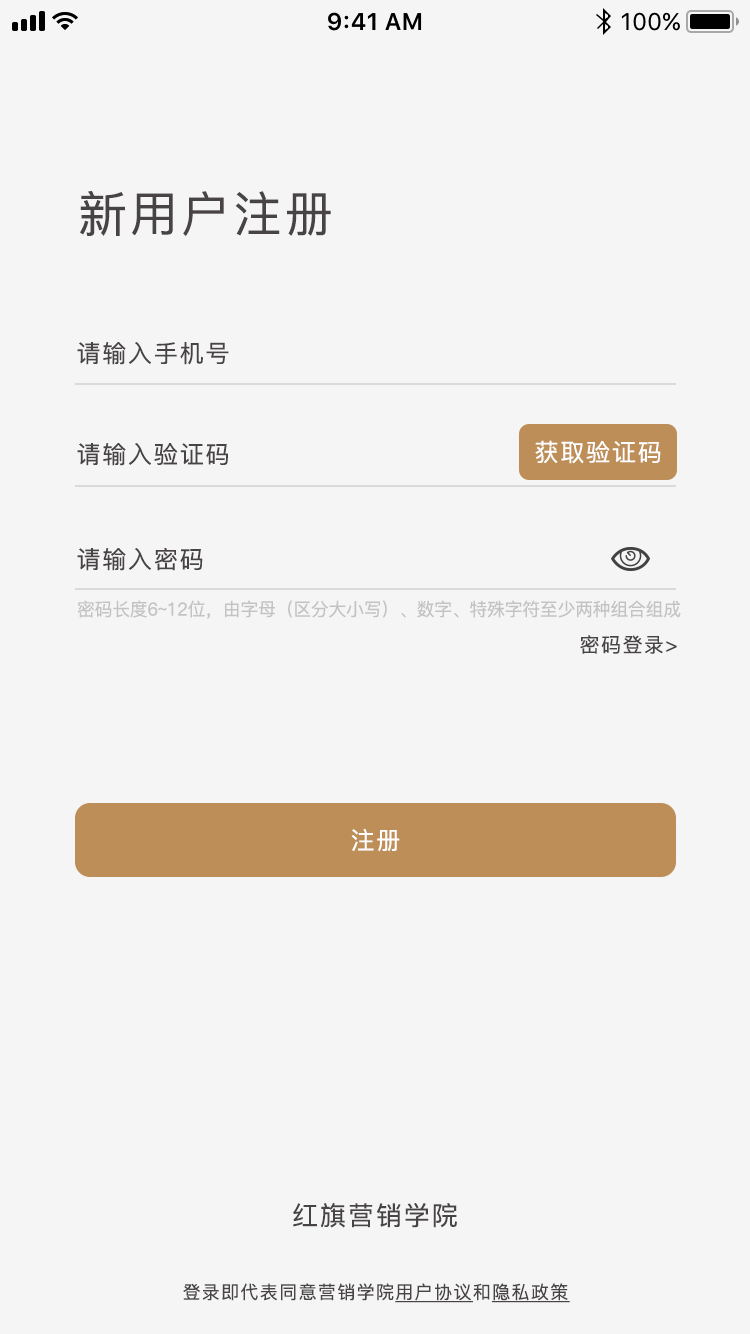 9:41 AM 100%
新用户注册
请输入手机号
请输入验证码 获取验证码
请输入密码
密码长度6~12位，由字母（区分大小写）、数字、特殊字符至少两种组合组成
密码登录>
注册
红旗营销学院
登录即代表同意营销学院用户协议和隐私政策